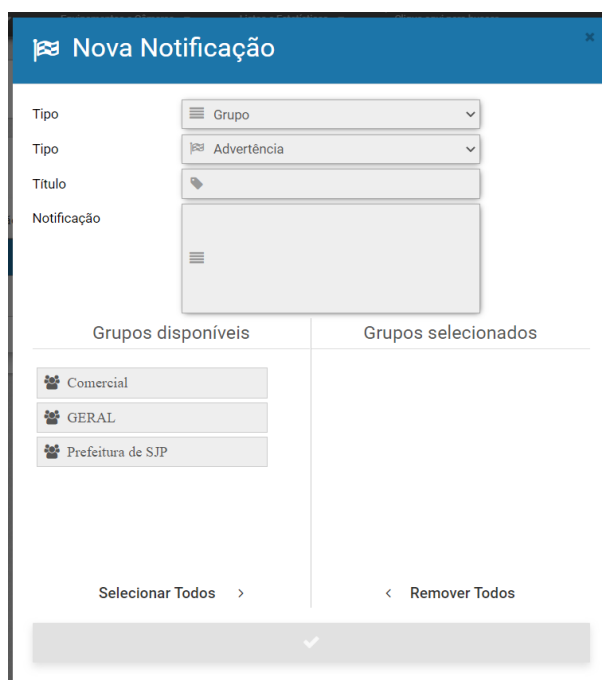 Nova Notificação
Tipo
Grupo
Tipo
Advertência
Título
Notificação
Grupos disponíveis
Grupos selecionados
Comercial
GERAL
Prefeitura de SJP
Selecionar Todos >
< Remover Todos